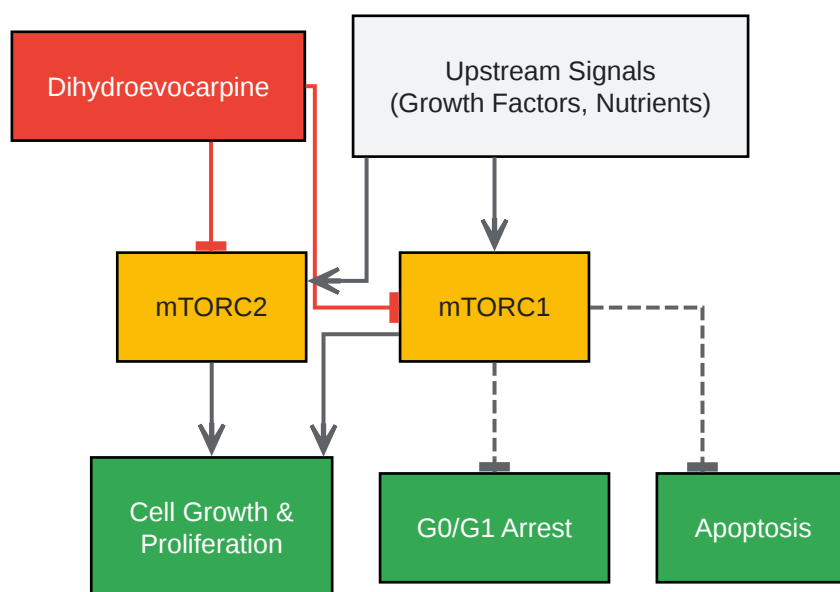 Dihydroevocarpine
Upstream Signals
(Growth Factors, Nutrients)
mTORC2
mTORC1
Cell Growth &
Proliferation
G0/G1 Arrest
Apoptosis